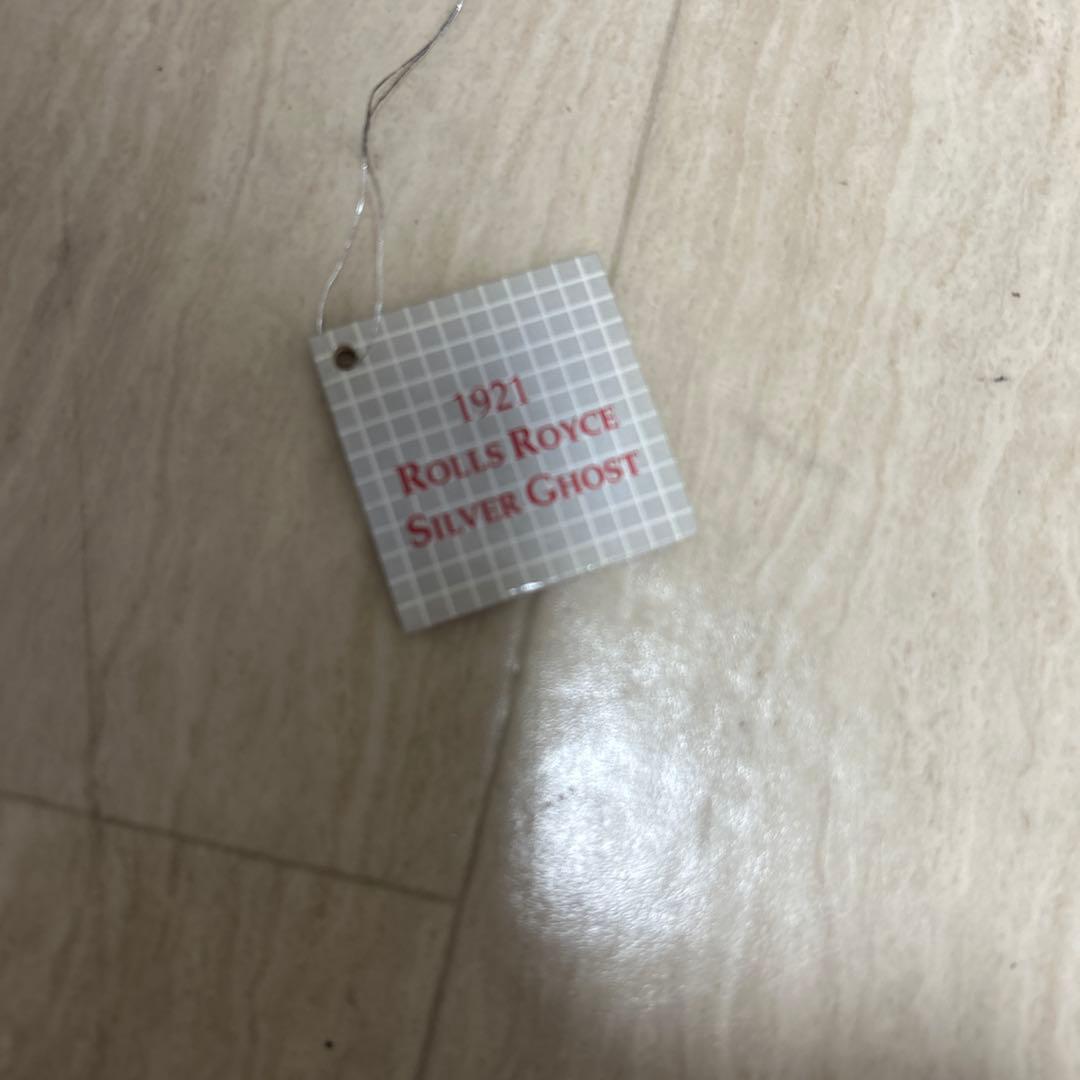 1921
ROLLS ROYCE
SILVER GHOST